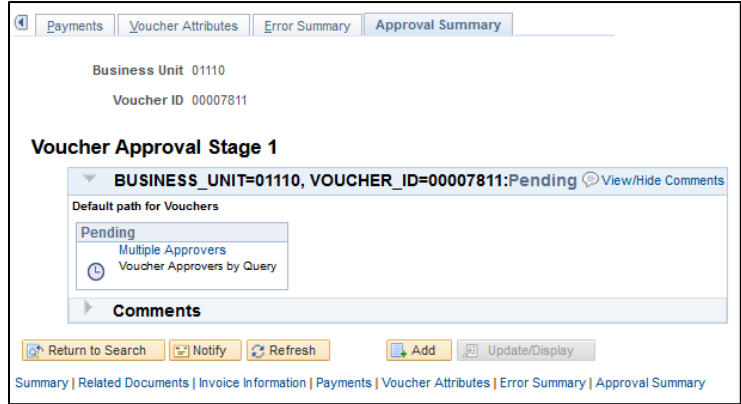 Payments Voucher Attributes Error Summary Approval Summary
Business Unit 01110
Voucher ID 00007811
Voucher Approval Stage 1
BUSINESS_UNIT=01110, VOUCHER_ID=00007811:Pending View/Hide Comments
Default path for Vouchers
Pending
Multiple Approvers
Voucher Approvers by Query
Comments
Return to Search Notify Refresh Add Update/Display
Summary | Related Documents | Invoice Information | Payments | Voucher Attributes | Error Summary | Approval Summary